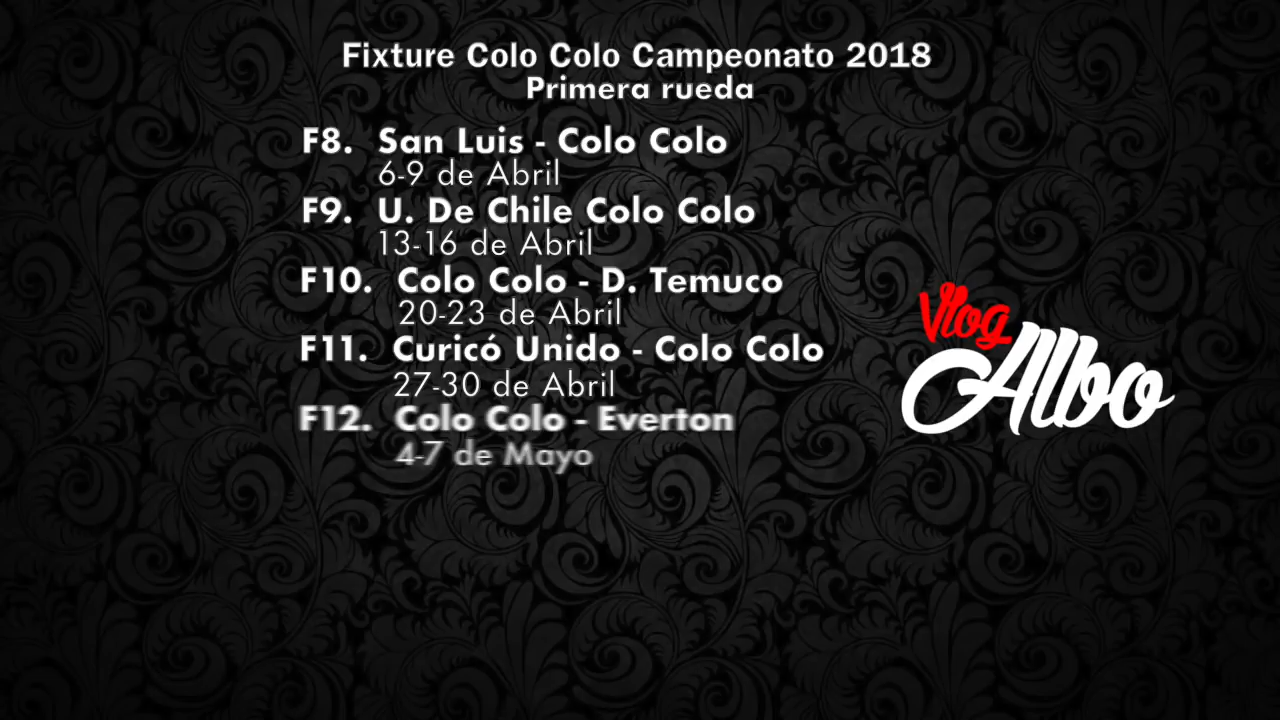 Fixture Colo Colo Campeonato 2018
Primera rueda
F8. San Luis - Colo Colo
6-9 de Abril
F9. U. De Chile Colo Colo
13-16 de Abril
F10. Colo Colo - D. Temuco
20-23 de Abril
F11. Curicó Unido - Colo Colo
27-30 de Abril
F12. Colo Colo - Everton
4-7 de Mayo
Vlog
Albo